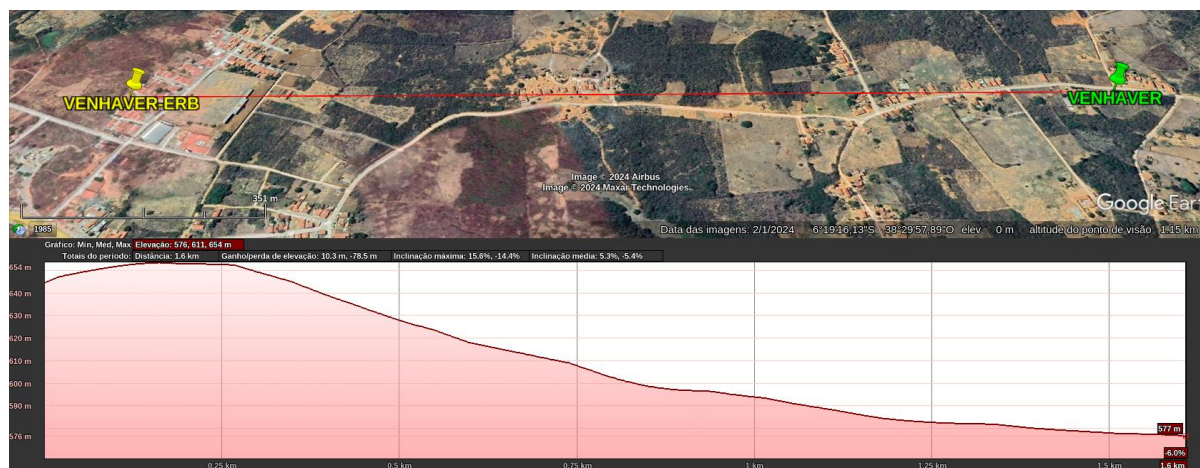 VENHAVER-ERB
VENHAVER
351 m
Image © 2024 Airbus
Image © 2024 Maxar Technologies
Google Eart
1985
Data das imagens: 2/1/2024 6°19'16,13"S -38°29'57,89"O elev 0 m altitude do ponto de visão 1.15 km
Gráfico: Min, Méd, Max Elevação: 576, 611, 654 m
Totais do período: Distância: 1.6 km Ganho/perda de elevação: 10.3 m, -78.5 m Inclinação máxima: 15.6%, -14.4% Inclinação média: 5.3%, -5.4%
654 m
640 m
630 m
620 m
610 m
600 m
590 m
576 m
577 m
-6.0%
0.25 km 0.5 km 0.75 km 1 km 1.25 km 1.5 km 1.6 km